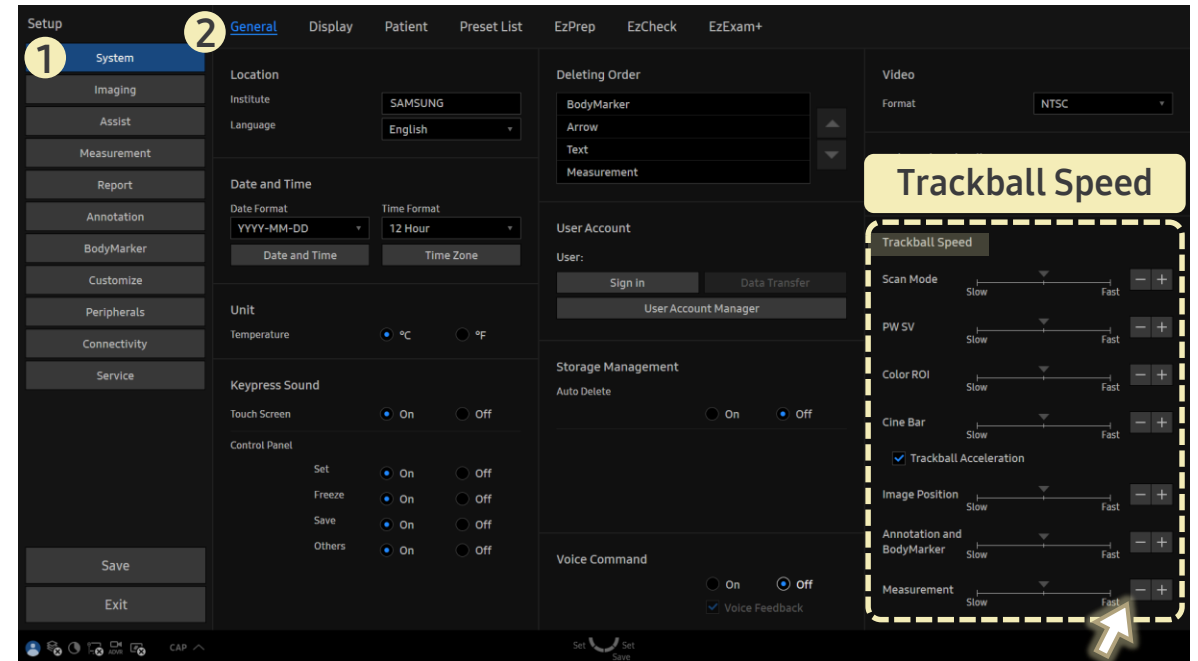 Setup
1
System
Imaging
Assist
Measurement
Report
Annotation
BodyMarker
Customize
Peripherals
Connectivity
Service
Save
Exit
2
General Display Patient Preset List EzPrep EzCheck EzExam+
Location
Institute SAMSUNG
Language English
Date and Time
Date Format Time Format
YYYY-MM-DD 12 Hour
Date and Time Time Zone
Unit
Temperature °C °F
Keypress Sound
Touch Screen On Off
Control Panel
Set On Off
Freeze On Off
Save On Off
Others On Off
Deleting Order
BodyMarker
Arrow
Text
Measurement
User Account
User:
Sign in Data Transfer
User Account Manager
Storage Management
Auto Delete
On Off
Voice Command
On Off
Voice Feedback
Video
Format NTSC
Trackball Speed
Trackball Speed
Scan Mode - +
Slow Fast
PW SV - +
Slow Fast
Color ROI - +
Slow Fast
Cine Bar - +
Slow Fast
Trackball Acceleration
Image Position - +
Slow Fast
Annotation and
BodyMarker - +
Slow Fast
Measurement - +
Slow Fast
CAP
Set Set
Save